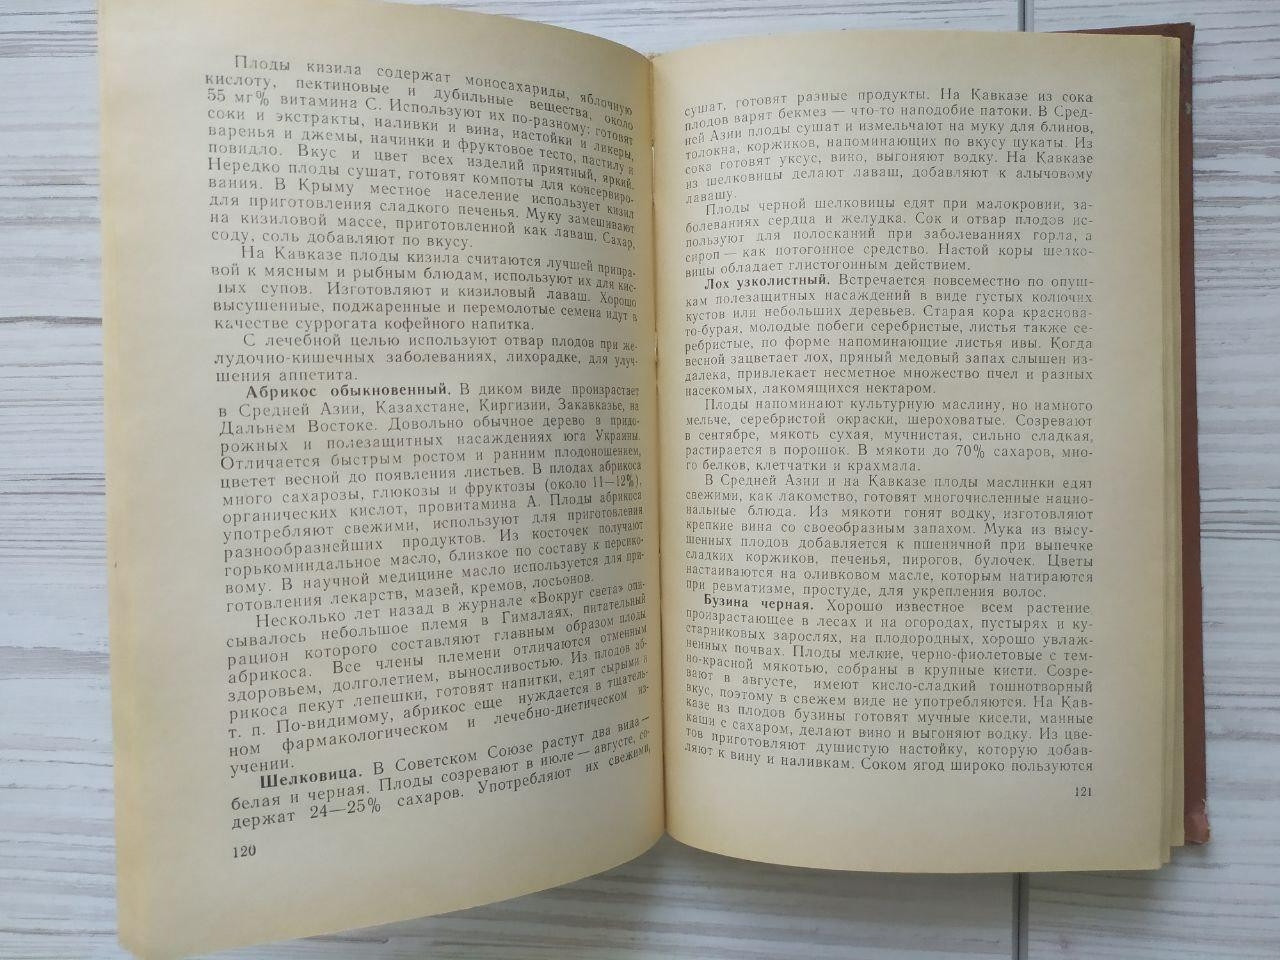 Плоды кизила содержат моносахариды, яблочную
кислоту, пектиновые и дубильные вещества, около
55 мг% витамина С. Используют их по-разному: готовят
соки и экстракты, наливки и вина, настойки и ликеры,
варенья и джемы, начинки и фруктовое тесто, пастилу и
повидло. Вкус и цвет всех изделий приятный, яркий.
Нередко плоды сушат, готовят компоты для консервиро-
вания. В Крыму местное население использует кизил
для приготовления сладкого печенья. Муку замешивают
на кизиловой массе, приготовленной как лаваш. Сахар,
соду, соль добавляют по вкусу.
На Кавказе плоды кизила считаются лучшей припра-
вой к мясным и рыбным блюдам, используют их для кис-
лых супов. Изготовляют и кизиловый лаваш. Хорошо
высушенные, поджаренные и перемолотые семена идут в
качестве суррогата кофейного напитка.
С лечебной целью используют отвар плодов при же-
лудочно-кишечных заболеваниях, лихорадке, для улуч-
шения аппетита.
Абрикос обыкновенный. В диком виде произрастает
в Средней Азии, Казахстане, Киргизии, Закавказье, на
Дальнем Востоке. Довольно обычное дерево в придо-
рожных и полезащитных насаждениях юга Украины.
Отличается быстрым ростом и ранним плодоношением,
цветет весной до появления листьев. В плодах абрикоса
много сахарозы, глюкозы и фруктозы (около 11—12%),
органических кислот, провитамина А. Плоды абрикоса
употребляют свежими, используют для приготовления
разнообразнейших продуктов. Из косточек получают
горькоминдальное масло, близкое по составу к персико-
вому. В научной медицине масло используется для при-
готовления лекарств, мазей, кремов, лосьонов.
Несколько лет назад в журнале «Вокруг света» опи-
сывалось небольшое племя в Гималаях, питательный
рацион которого составляют главным образом плоды
абрикоса. Все члены племени отличаются отменным
здоровьем, долголетием, выносливостью. Из плодов аб-
рикоса пекут лепешки, готовят напитки, едят сырыми и
т. п. По-видимому, абрикос еще нуждается в тщатель-
ном фармакологическом и лечебно-диетическом из-
учении.
Шелковица. В Советском Союзе растут два вида —
белая и черная. Плоды созревают в июле — августе, со-
держат 24—25% сахаров. Употребляют их свежими,
120
сушат, готовят разные продукты. На Кавказе из сока
плодов варят бекмез — что-то наподобие патоки. В Сред-
ней Азии плоды сушат и измельчают на муку для блинов,
толокна, коржиков, напоминающих по вкусу цукаты. Из
сока готовят уксус, вино, выгоняют водку. На Кавказе
из шелковицы делают лаваш, добавляют к алычовому
лавашу.
Плоды черной шелковицы едят при малокровии, за-
болеваниях сердца и желудка. Сок и отвар плодов ис-
пользуют для полосканий при заболеваниях горла, а
сироп — как потогонное средство. Настой коры шелко-
вицы обладает глистогонным действием.
Лох узколистный. Встречается повсеместно по опуш-
кам полезащитных насаждений в виде густых колючих
кустов или небольших деревьев. Старая кора краснова-
то-бурая, молодые побеги серебристые, листья также се-
ребристые, по форме напоминающие листья ивы. Когда
весной зацветает лох, пряный медовый запах слышен из-
далека, привлекает несметное множество пчел и разных
насекомых, лакомящихся нектаром.
Плоды напоминают культурную маслину, но намного
мельче, серебристой окраски, шероховатые. Созревают
в сентябре, мякоть сухая, мучнистая, сильно сладкая,
растирается в порошок. В мякоти до 70% сахаров, мно-
го белков, клетчатки и крахмала.
В Средней Азии и на Кавказе плоды маслинки едят
свежими, как лакомство, готовят многочисленные нацио-
нальные блюда. Из мякоти гонят водку, изготовляют
крепкие вина со своеобразным запахом. Мука из высу-
шенных плодов добавляется к пшеничной при выпечке
сладких коржиков, печенья, пирогов, булочек. Цветы
настаиваются на оливковом масле, которым натираются
при ревматизме, простуде, для укрепления волос.
Бузина черная. Хорошо известное всем растение,
произрастающее в лесах и на огородах, пустырях и ку-
старниковых зарослях, на плодородных, хорошо увлаж-
ненных почвах. Плоды мелкие, черно-фиолетовые с тем-
но-красной мякотью, собраны в крупные кисти. Созре-
вают в августе, имеют кисло-сладкий тошнотворный
вкус, поэтому в свежем виде не употребляются. На Кав-
казе из плодов бузины готовят мучные кисели, манные
каши с сахаром, делают вино и выгоняют водку. Из цве-
тов приготовляют душистую настойку, которую добав-
ляют к вину и наливкам. Соком ягод широко пользуются
121